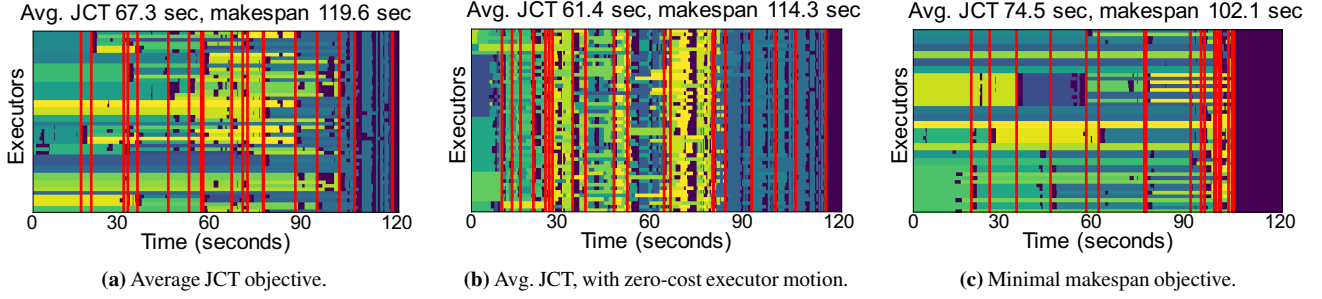 Avg. JCT 67.3 sec, makespan 119.6 sec
Executors
0 30 60 90 120
Time (seconds)
(a) Average JCT objective.
Avg. JCT 61.4 sec, makespan 114.3 sec
Executors
0 30 60 90 120
Time (seconds)
(b) Avg. JCT, with zero-cost executor motion.
Avg. JCT 74.5 sec, makespan 102.1 sec
Executors
0 30 60 90 120
Time (seconds)
(c) Minimal makespan objective.